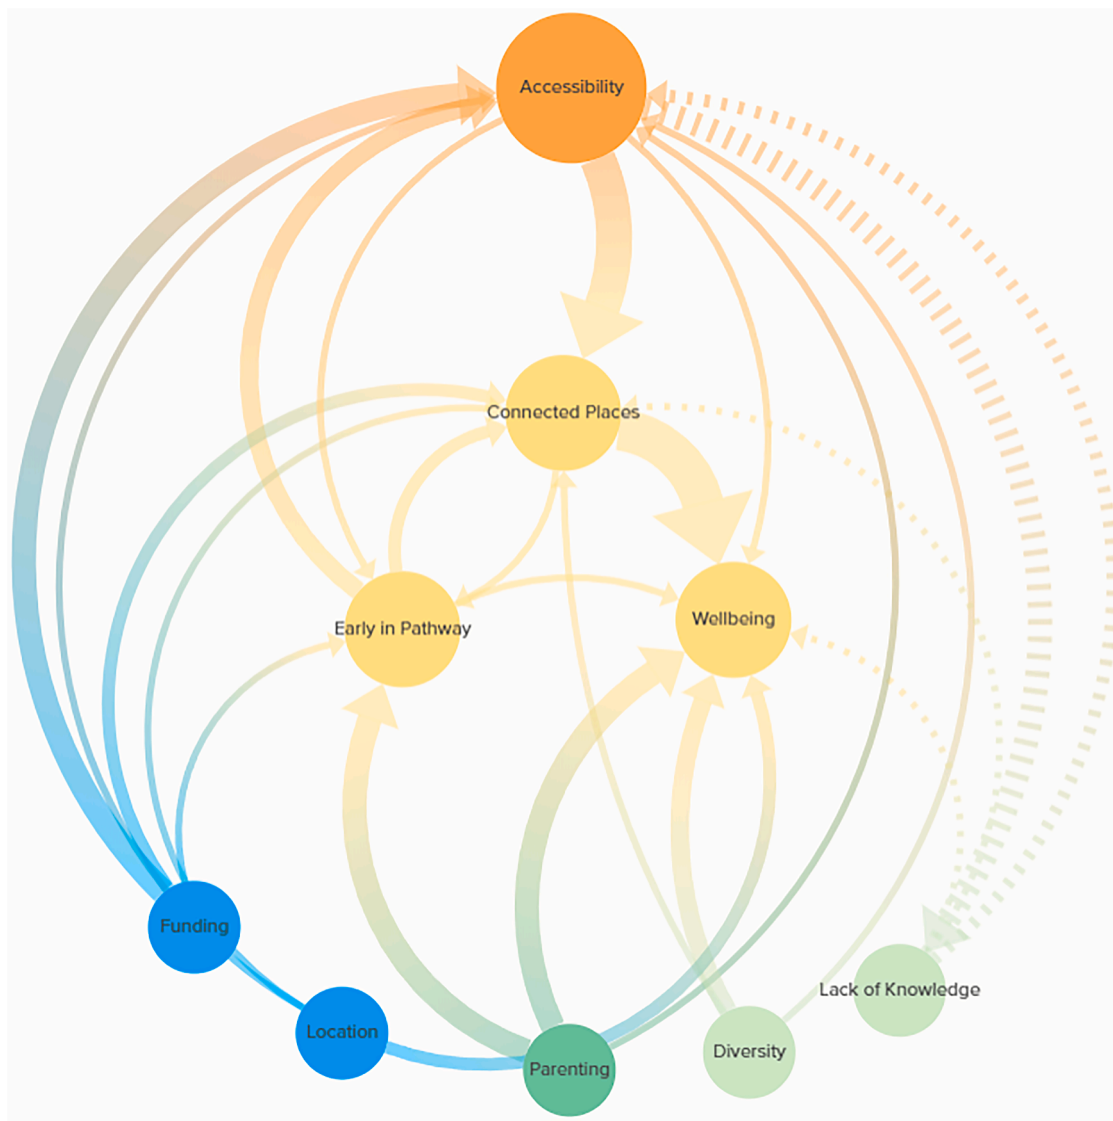 Accessibility
Connected Places
Early in Pathway
Wellbeing
Funding
Lack of Knowledge
Location
Diversity
Parenting